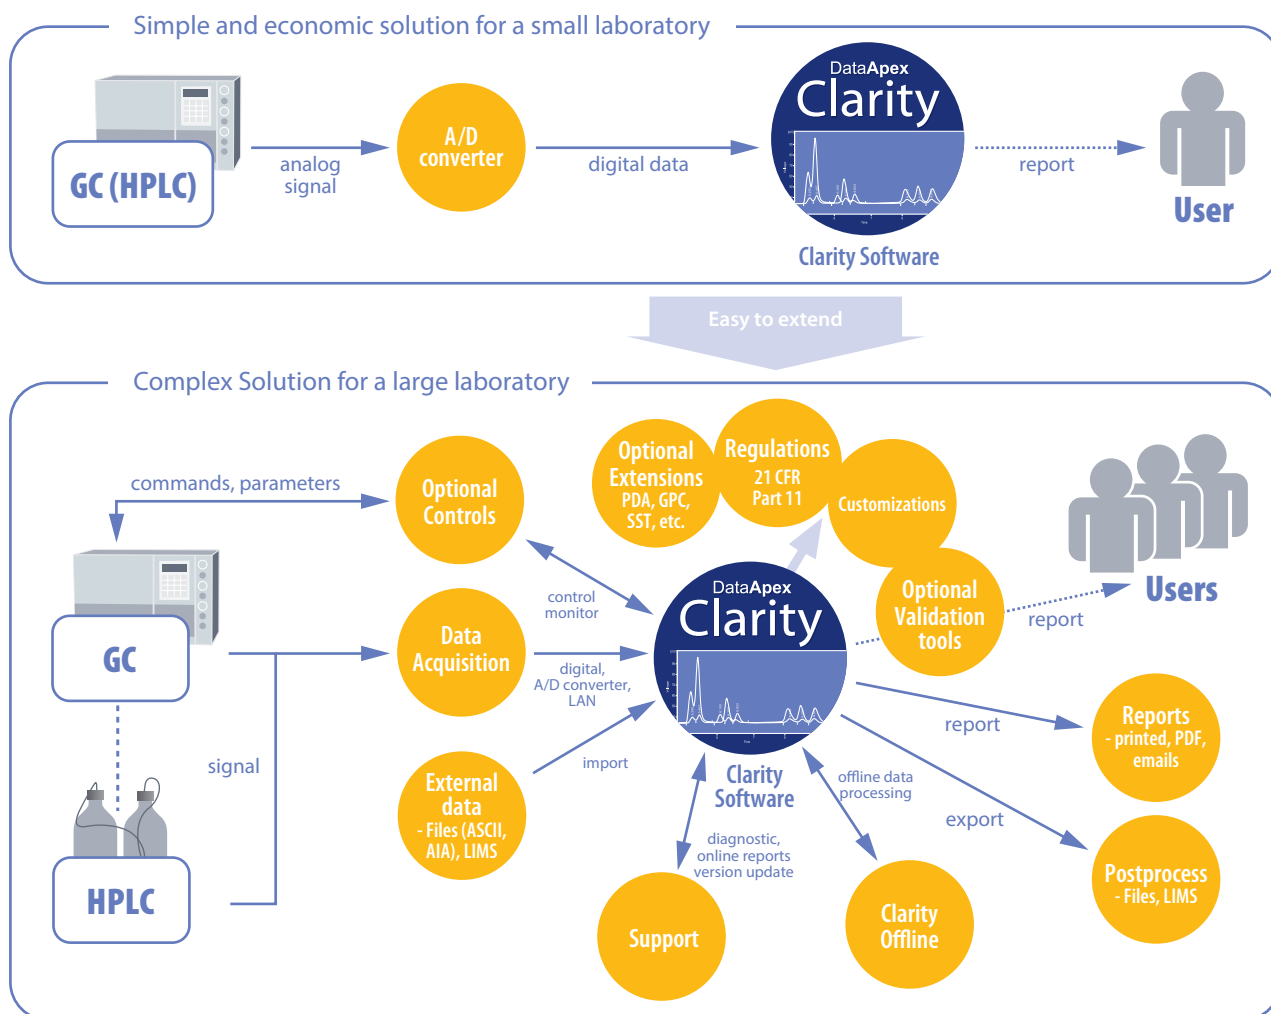 Simple and economic solution for a small laboratory
GC (HPLC)
analog
signal
A/D
converter
digital data
DataApex
Clarity
Time
Clarity Software
report
User
Easy to extend
Complex Solution for a large laboratory
commands, parameters
Optional
Controls
Optional
Extensions
PDA, GPC,
SST, etc.
Regulations
21 CFR
Part 11
Customizations
Optional
Validation
tools
Users
report
control
monitor
GC
Data
Acquisition
digital,
A/D converter,
LAN
DataApex
Clarity
Time
Clarity
Software
signal
External
data
- Files (ASCII,
AIA), LIMS
import
HPLC
report
Reports
- printed, PDF,
emails
offline data
processing
export
Postprocess
- Files, LIMS
diagnostic,
online reports
version update
Support
Clarity
Offline